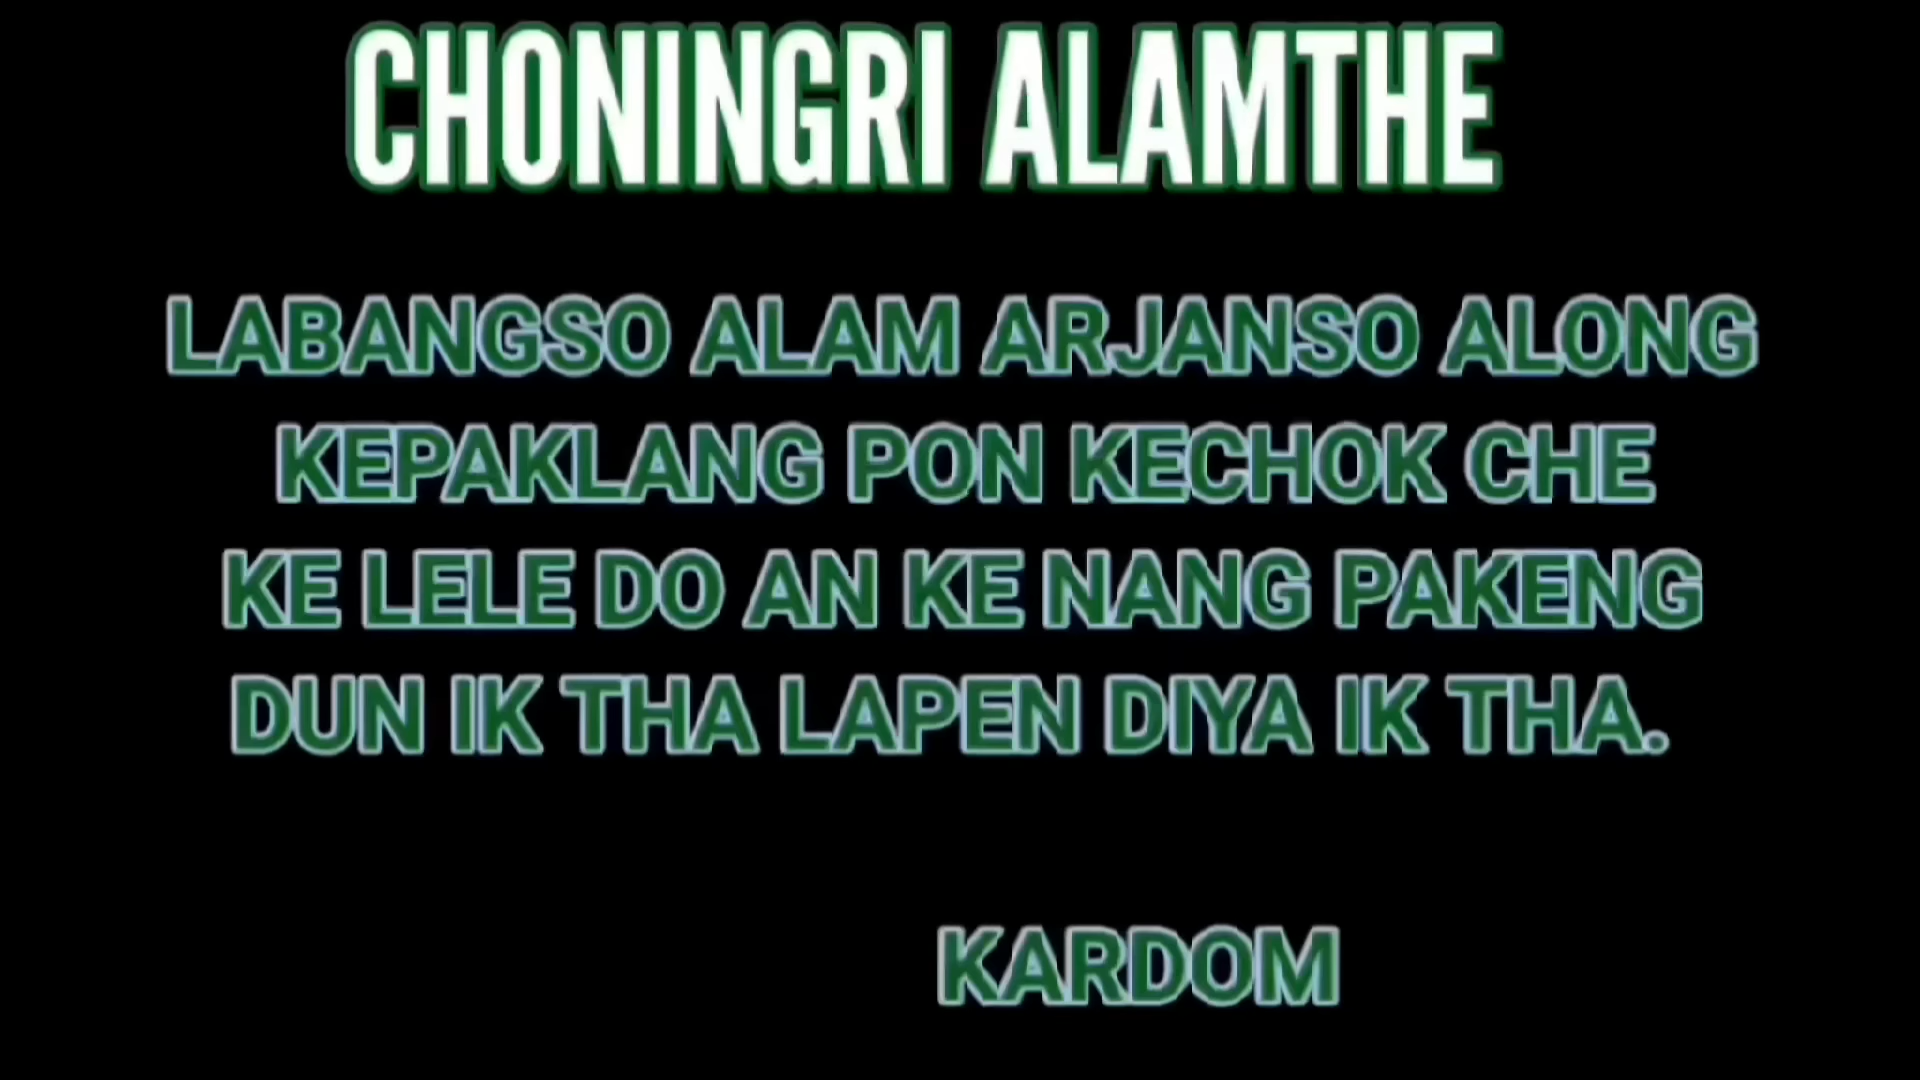 CHONINGRI ALAMTHE
LABANGSO ALAM ARJANSO ALONG
KEPAKLANG PON KECHOK CHE
KE LELE DO AN KE NANG PAKENG
DUN IK THA LAPEN DIYA IK THA.
KARDOM